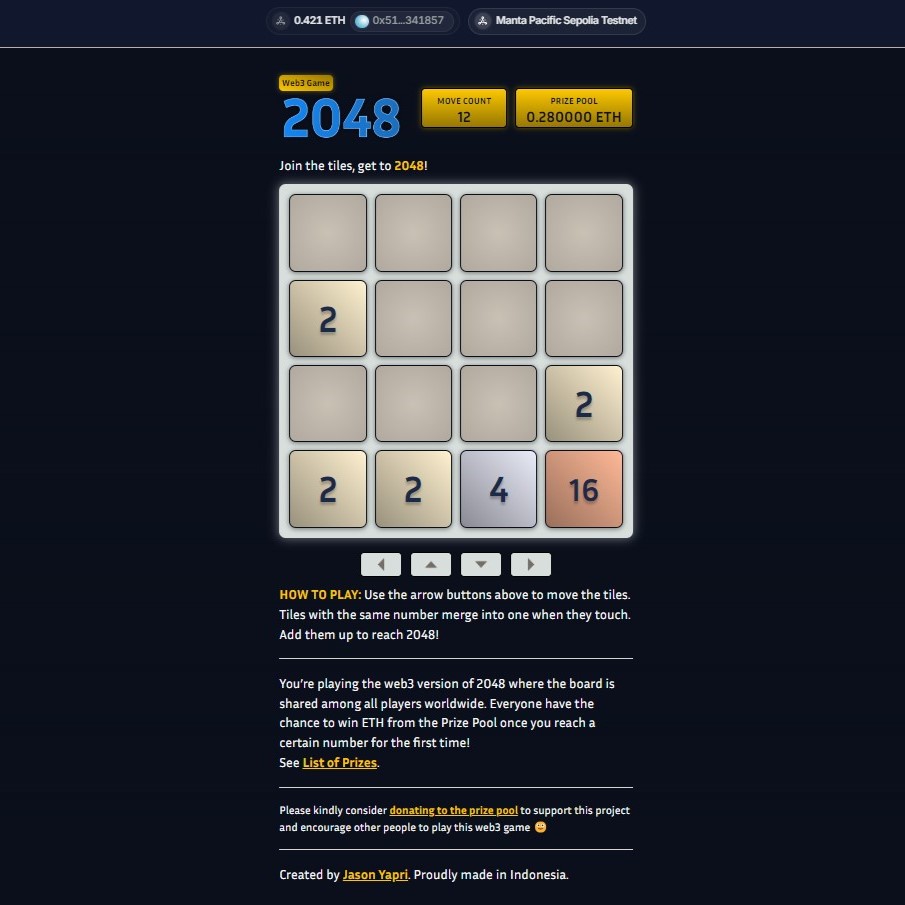 0.421 ETH 0x51...341857 Manta Pacific Sepolia Testnet
Web3 Game
2048
MOVE COUNT
12
PRIZE POOL
0.280000 ETH
Join the tiles, get to 2048!
2
2
2 2 4 16
HOW TO PLAY: Use the arrow buttons above to move the tiles.
Tiles with the same number merge into one when they touch.
Add them up to reach 2048!
You’re playing the web3 version of 2048 where the board is
shared among all players worldwide. Everyone have the
chance to win ETH from the Prize Pool once you reach a
certain number for the first time!
See List of Prizes.
Please kindly consider donating to the prize pool to support this project
and encourage other people to play this web3 game
Created by Jason Yapri. Proudly made in Indonesia.